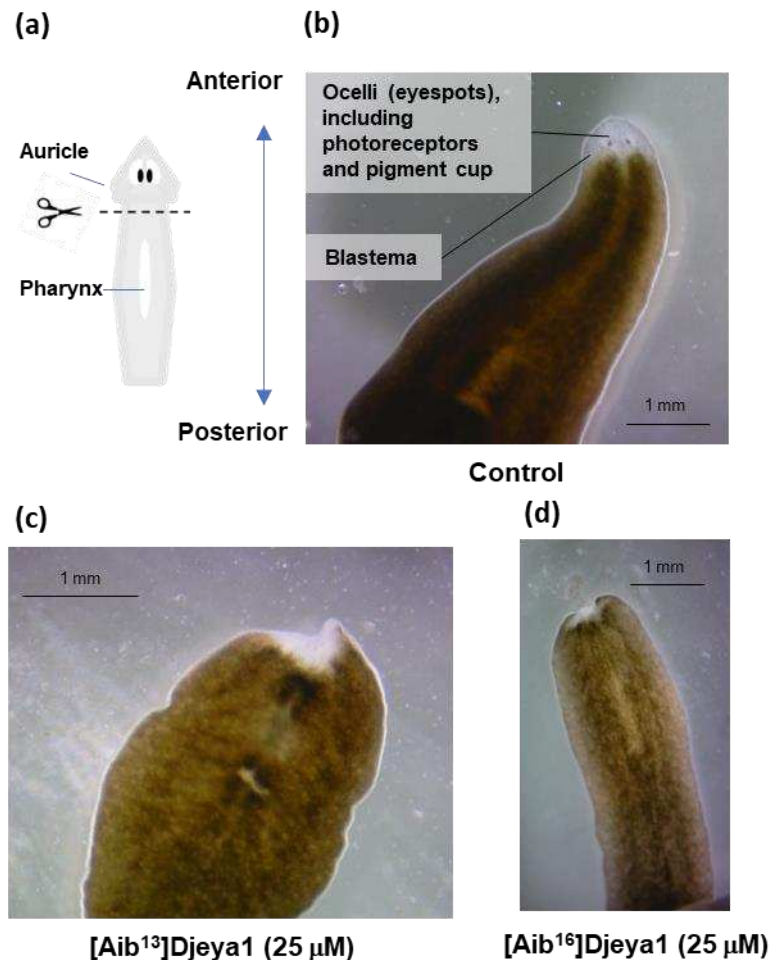 (a)
Anterior
Auricle
Pharynx
Posterior
(b)
Ocelli (eyespots),
including
photoreceptors
and pigment cup
Blastema
1 mm
Control
(c)
1 mm
[Aib¹³]Djeya1 (25 μM)
(d)
1 mm
[Aib¹⁶]Djeya1 (25 μM)